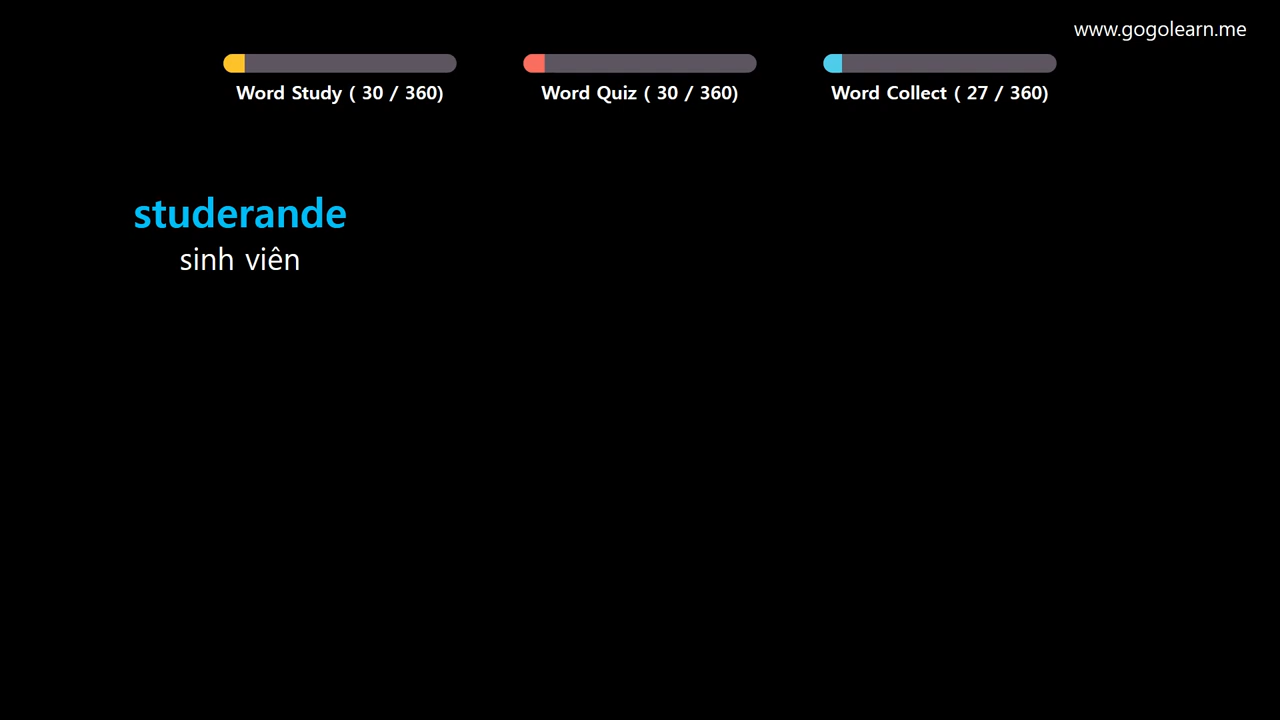 www.gogolearn.me
Word Study ( 30 / 360)
Word Quiz ( 30 / 360)
Word Collect ( 27 / 360)
studerande
sinh viên